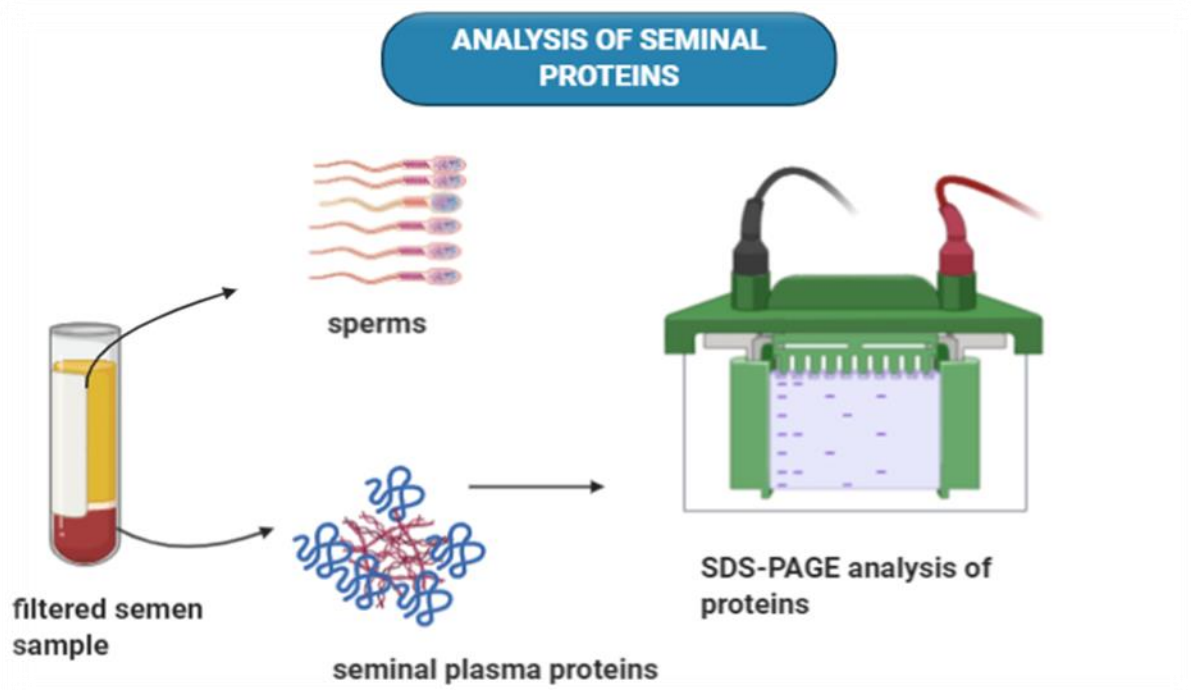 ANALYSIS OF SEMINAL
PROTEINS
sperms
filtered semen
sample
seminal plasma proteins
SDS-PAGE analysis of
proteins